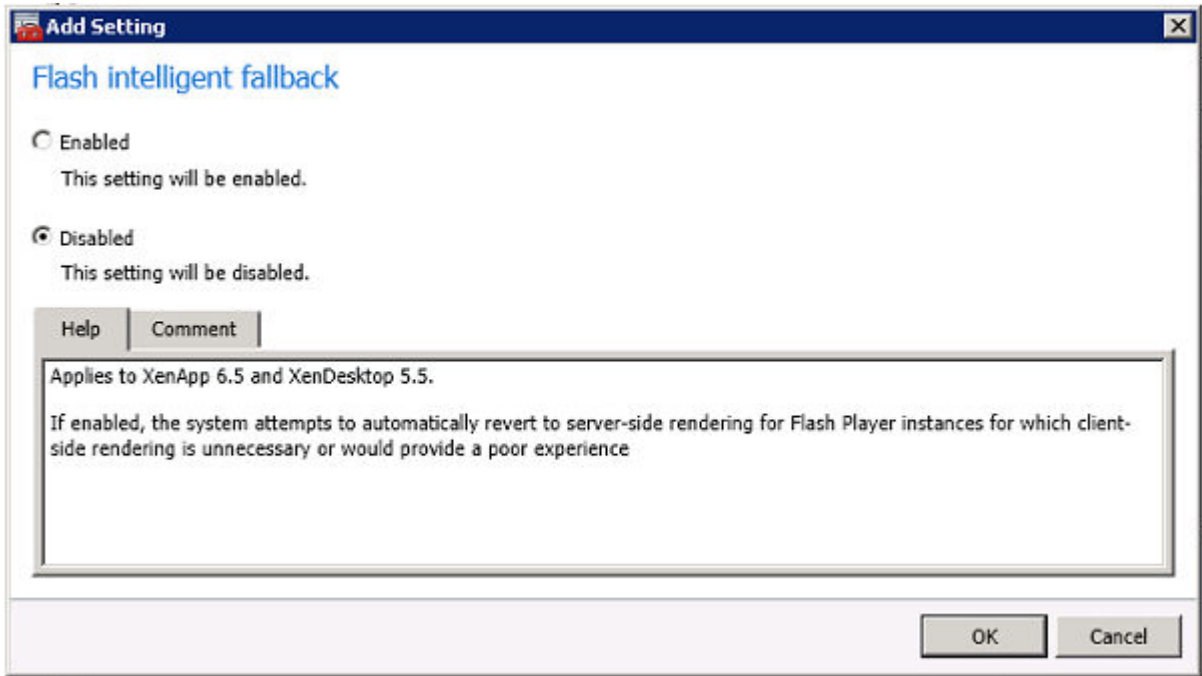 Add Setting
Flash intelligent fallback
Enabled
This setting will be enabled.
Disabled
This setting will be disabled.
Help Comment
Applies to XenApp 6.5 and XenDesktop 5.5.
If enabled, the system attempts to automatically revert to server-side rendering for Flash Player instances for which client-
side rendering is unnecessary or would provide a poor experience
OK Cancel